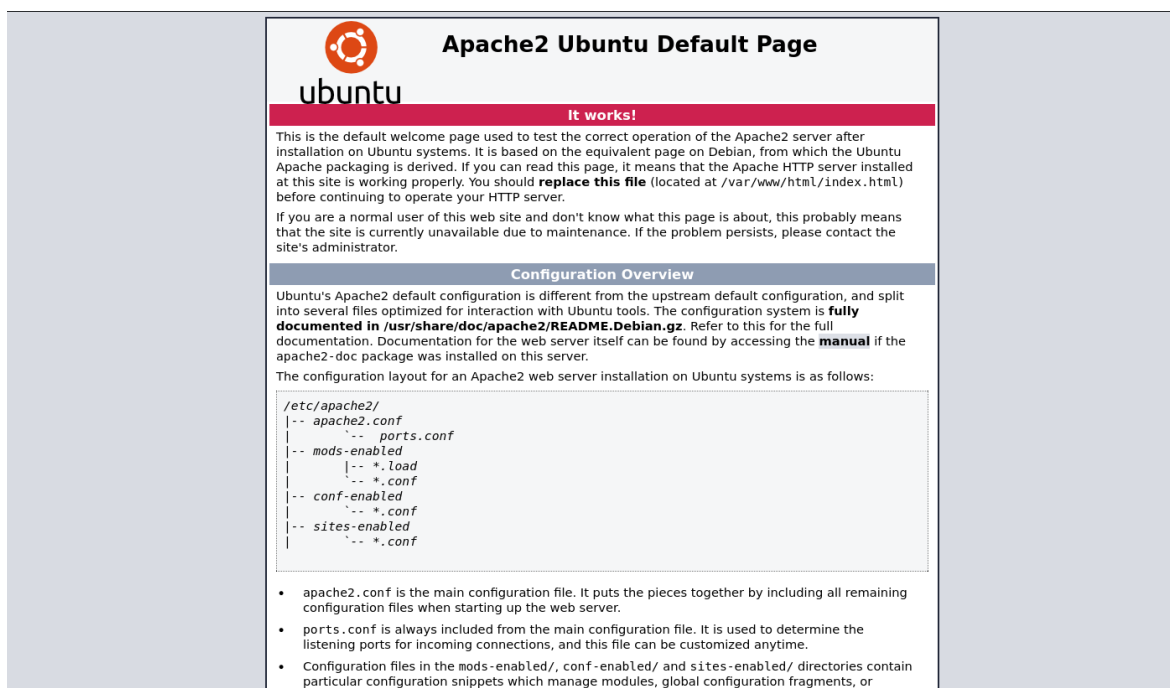 Apache2 Ubuntu Default Page
ubuntu
It works!
This is the default welcome page used to test the correct operation of the Apache2 server after
installation on Ubuntu systems. It is based on the equivalent page on Debian, from which the Ubuntu
Apache packaging is derived. If you can read this page, it means that the Apache HTTP server installed
at this site is working properly. You should replace this file (located at /var/www/html/index.html)
before continuing to operate your HTTP server.
If you are a normal user of this web site and don't know what this page is about, this probably means
that the site is currently unavailable due to maintenance. If the problem persists, please contact the
site's administrator.
Configuration Overview
Ubuntu's Apache2 default configuration is different from the upstream default configuration, and split
into several files optimized for interaction with Ubuntu tools. The configuration system is fully
documented in /usr/share/doc/apache2/README.Debian.gz. Refer to this for the full
documentation. Documentation for the web server itself can be found by accessing the manual if the
apache2-doc package was installed on this server.
The configuration layout for an Apache2 web server installation on Ubuntu systems is as follows:
/etc/apache2/
|-- apache2.conf
|       `--  ports.conf
|-- mods-enabled
|       |-- *.load
|       `-- *.conf
|-- conf-enabled
|       `-- *.conf
|-- sites-enabled
|       `-- *.conf
• apache2.conf is the main configuration file. It puts the pieces together by including all remaining
configuration files when starting up the web server.
• ports.conf is always included from the main configuration file. It is used to determine the
listening ports for incoming connections, and this file can be customized anytime.
• Configuration files in the mods-enabled/, conf-enabled/ and sites-enabled/ directories contain
particular configuration snippets which manage modules, global configuration fragments, or